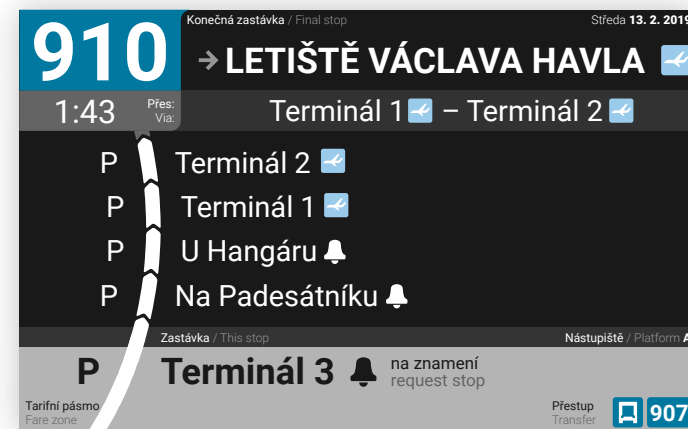 910
Konečná zastávka / Final stop
Středa 13. 2. 2019
LETIŠTĚ VÁCLAVA HAVLA
1:43
Přes:
Via:
Terminál 1 – Terminál 2
P Terminál 2
P Terminál 1
P U Hangáru
P Na Padesátníku
Zastávka / This stop
Nástupiště / Platform A
P Terminál 3
na znamení
request stop
Tarifní pásmo
Fare zone
Přestup
Transfer
907